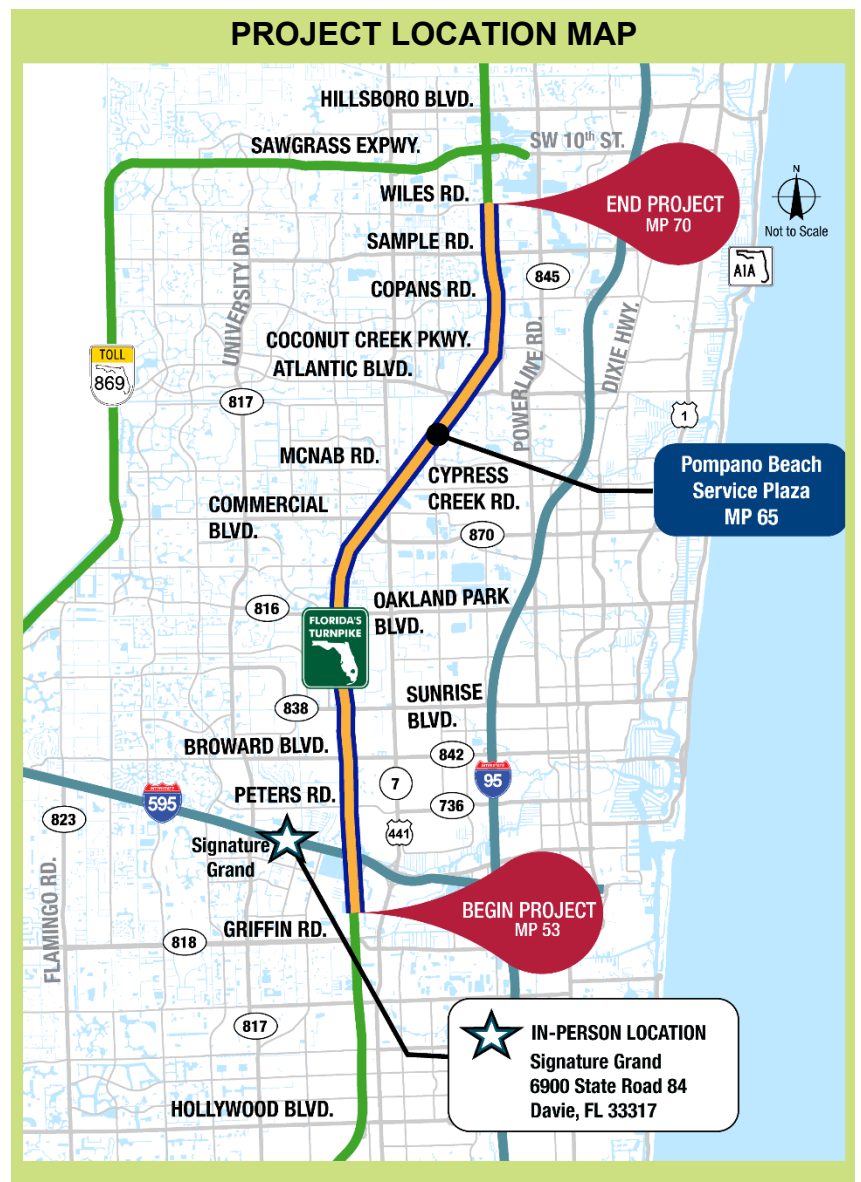 PROJECT LOCATION MAP
HILLSBORO BLVD.
SAWGRASS EXPWY.
SW 10th ST.
WILES RD.
END PROJECT
MP 70
N
Not to Scale
SAMPLE RD.
A1A
UNIVERSITY DR.
845
COPANS RD.
DIXIE HWY.
POWERLINE RD.
COCONUT CREEK PKWY.
ATLANTIC BLVD.
TOLL
869
817
1
MCNAB RD.
CYPRESS
CREEK RD.
Pompano Beach
Service Plaza
MP 65
COMMERCIAL
BLVD.
870
816
OAKLAND PARK
BLVD.
FLORIDA'S
TURNPIKE
838
SUNRISE
BLVD.
BROWARD BLVD.
842
INTERSTATE
95
7
736
PETERS RD.
INTERSTATE
595
823
441
Signature
Grand
FLAMINGO RD.
BEGIN PROJECT
MP 53
GRIFFIN RD.
818
817
IN-PERSON LOCATION
Signature Grand
6900 State Road 84
Davie, FL 33317
HOLLYWOOD BLVD.